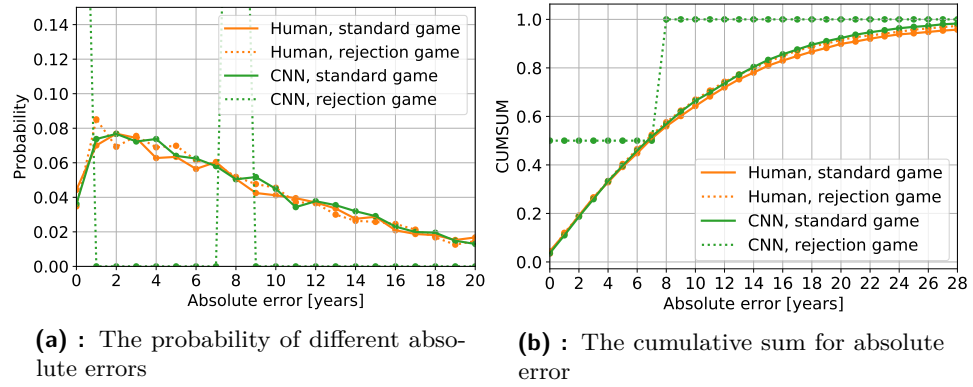 0.14
0.12
0.10
0.08
0.06
0.04
0.02
0.00
Probability
Human, standard game
Human, rejection game
CNN, standard game
CNN, rejection game
0 2 4 6 8 10 12 14 16 18 20
Absolute error [years]
(a) : The probability of different abso-
lute errors
1.0
0.8
0.6
0.4
0.2
0.0
CUMSUM
Human, standard game
Human, rejection game
CNN, standard game
CNN, rejection game
0 2 4 6 8 10 12 14 16 18 20 22 24 26 28
Absolute error [years]
(b) : The cumulative sum for absolute
error